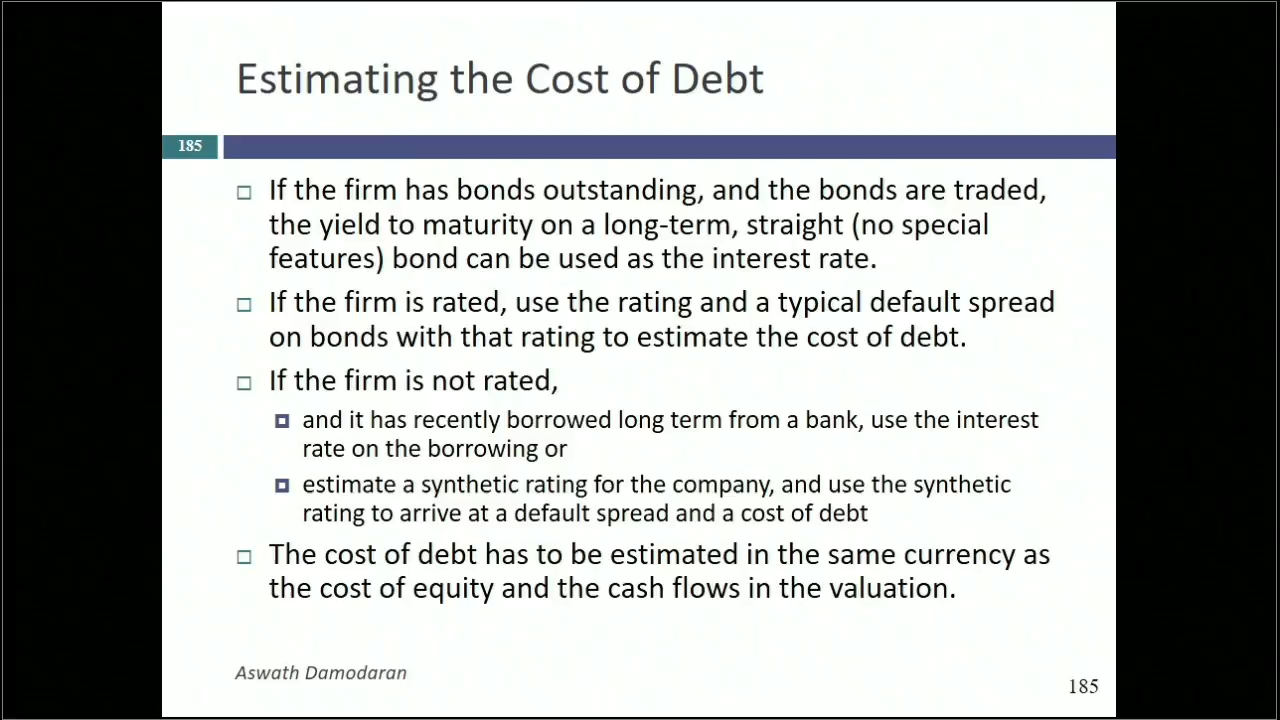 Estimating the Cost of Debt
185
If the firm has bonds outstanding, and the bonds are traded,
the yield to maturity on a long-term, straight (no special
features) bond can be used as the interest rate.
If the firm is rated, use the rating and a typical default spread
on bonds with that rating to estimate the cost of debt.
If the firm is not rated,
and it has recently borrowed long term from a bank, use the interest
rate on the borrowing or
estimate a synthetic rating for the company, and use the synthetic
rating to arrive at a default spread and a cost of debt
The cost of debt has to be estimated in the same currency as
the cost of equity and the cash flows in the valuation.
Aswath Damodaran
185